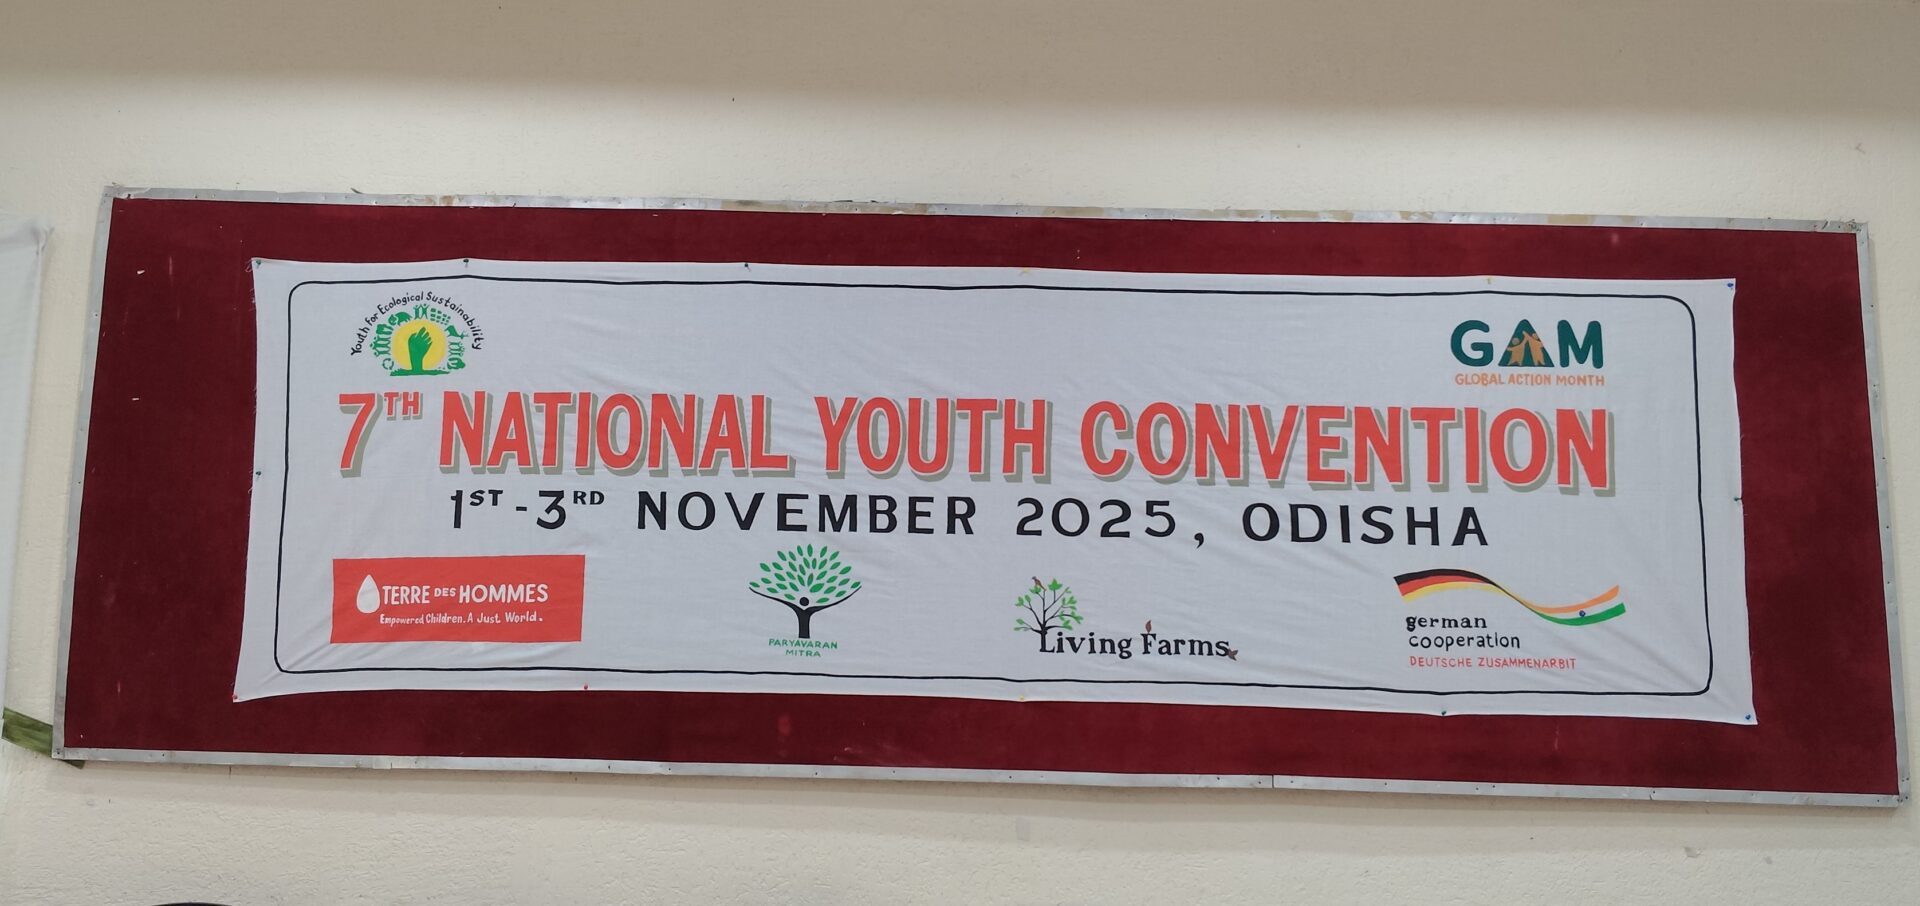 Youth for Ecological Sustainability
GAM
GLOBAL ACTION MONTH
7TH NATIONAL YOUTH CONVENTION
1ST - 3RD NOVEMBER 2025, ODISHA
TERRE DES HOMMES
Empowered Children. A Just World.
PARYAVARAN
MITRA
Living Farms
german
cooperation
DEUTSCHE ZUSAMMENARBIT